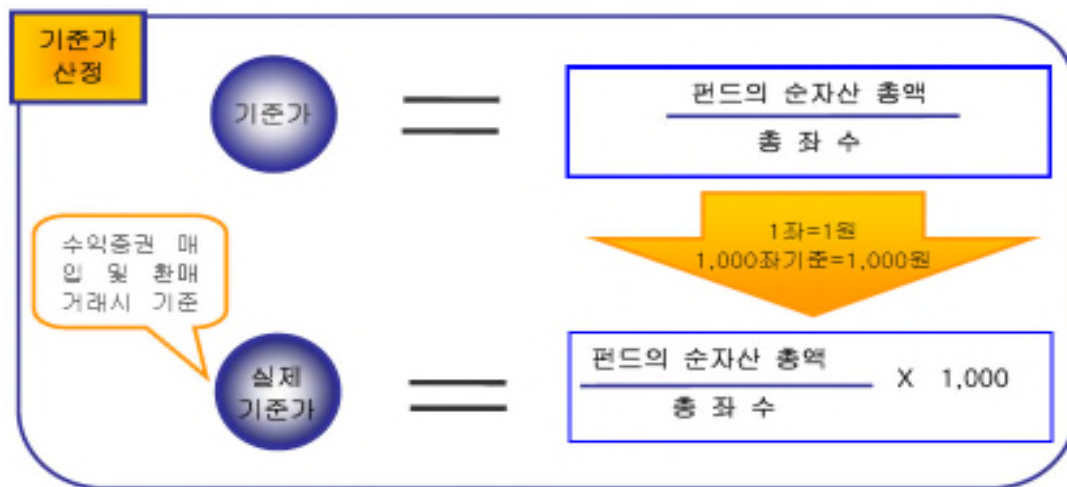 기준가
산정
기준가
펀드의 순자산 총액
총 좌 수
1좌=1원
1,000좌기준=1,000원
수익증권 매
입 및 환매
거래시 기준
실제
기준가
펀드의 순자산 총액
총 좌 수
X 1,000